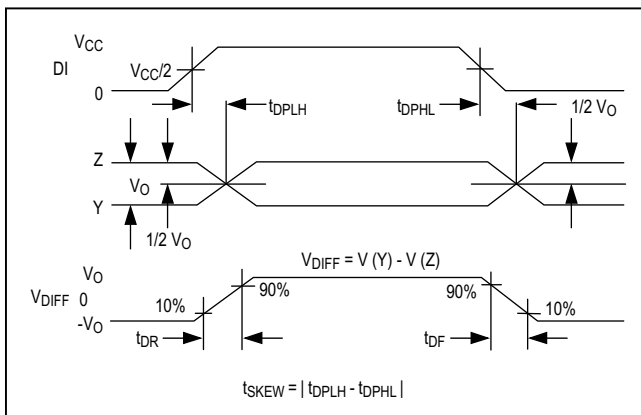 VCC
DI
VCC/2
0
tDPLH
tDPHL
1/2 VO
Z
VO
Y
1/2 VO
VDIFF = V (Y) - V (Z)
VO
VDIFF 0
-VO
10%
90%
90%
10%
tDR
tDF
tSKEW = | tDPLH - tDPHL |